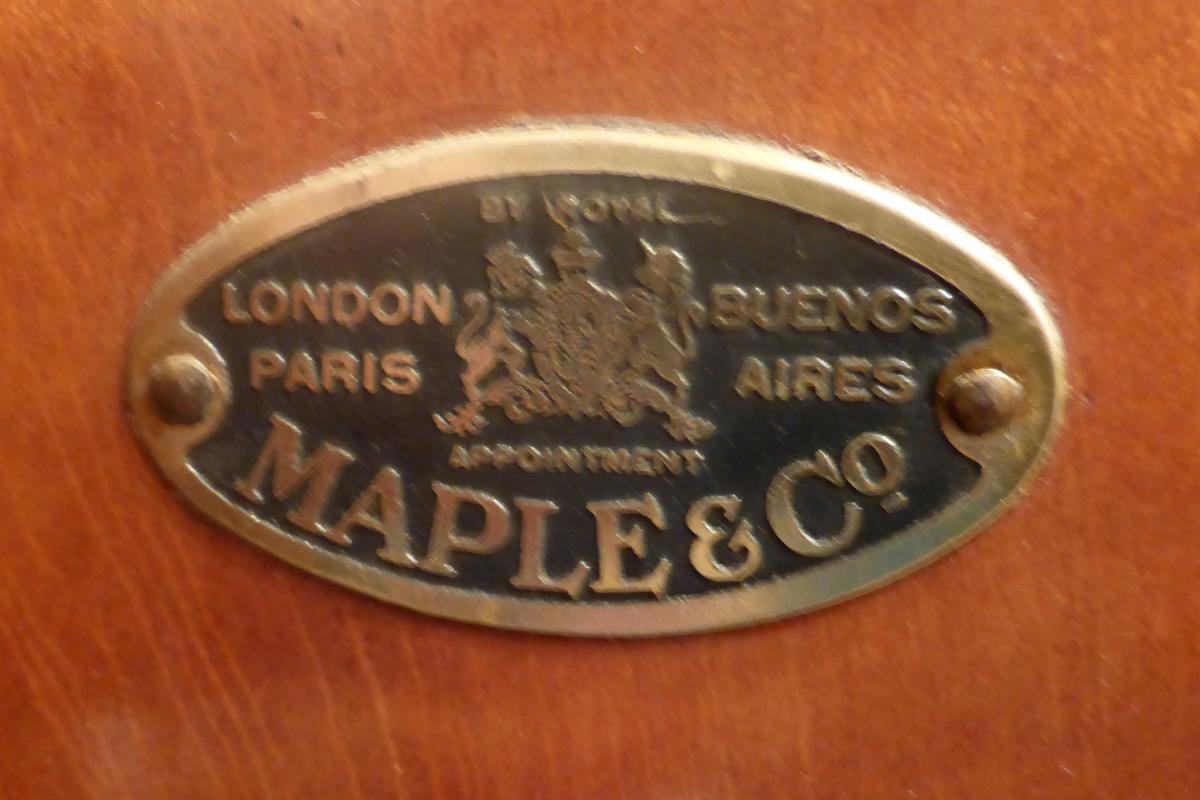 BY ROYAL
LONDON BUENOS
PARIS AIRES
APPOINTMENT
MAPLE & Cº